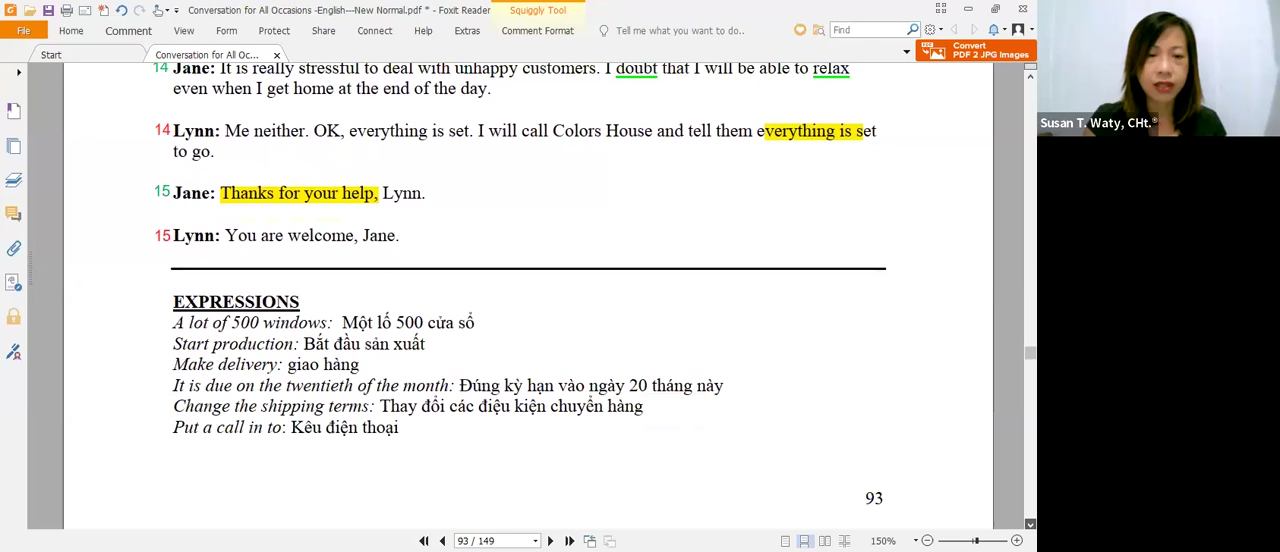 Conversation for All Occasions -English---New Normal.pdf * - Foxit Reader
Squiggly Tool
File Home Comment View Form Protect Share Connect Help Extras Comment Format Tell me what you want to do.. Find
Start Conversation for All Occasions -En...
Convert
PDF 2 JPG Images
14 Jane: It is really stressful to deal with unhappy customers. I doubt that I will be able to relax
even when I get home at the end of the day.
14 Lynn: Me neither. OK, everything is set. I will call Colors House and tell them everything is set
to go.
15 Jane: Thanks for your help, Lynn.
15 Lynn: You are welcome, Jane.
EXPRESSIONS
A lot of 500 windows: Một lố 500 cửa sổ
Start production: Bắt đầu sản xuất
Make delivery: giao hàng
It is due on the twentieth of the month: Đúng kỳ hạn vào ngày 20 tháng này
Change the shipping terms: Thay đổi các điệu kiện chuyển hàng
Put a call in to: Kêu điện thoại
93
93 / 149
150%
Susan T. Waty, CHt.®